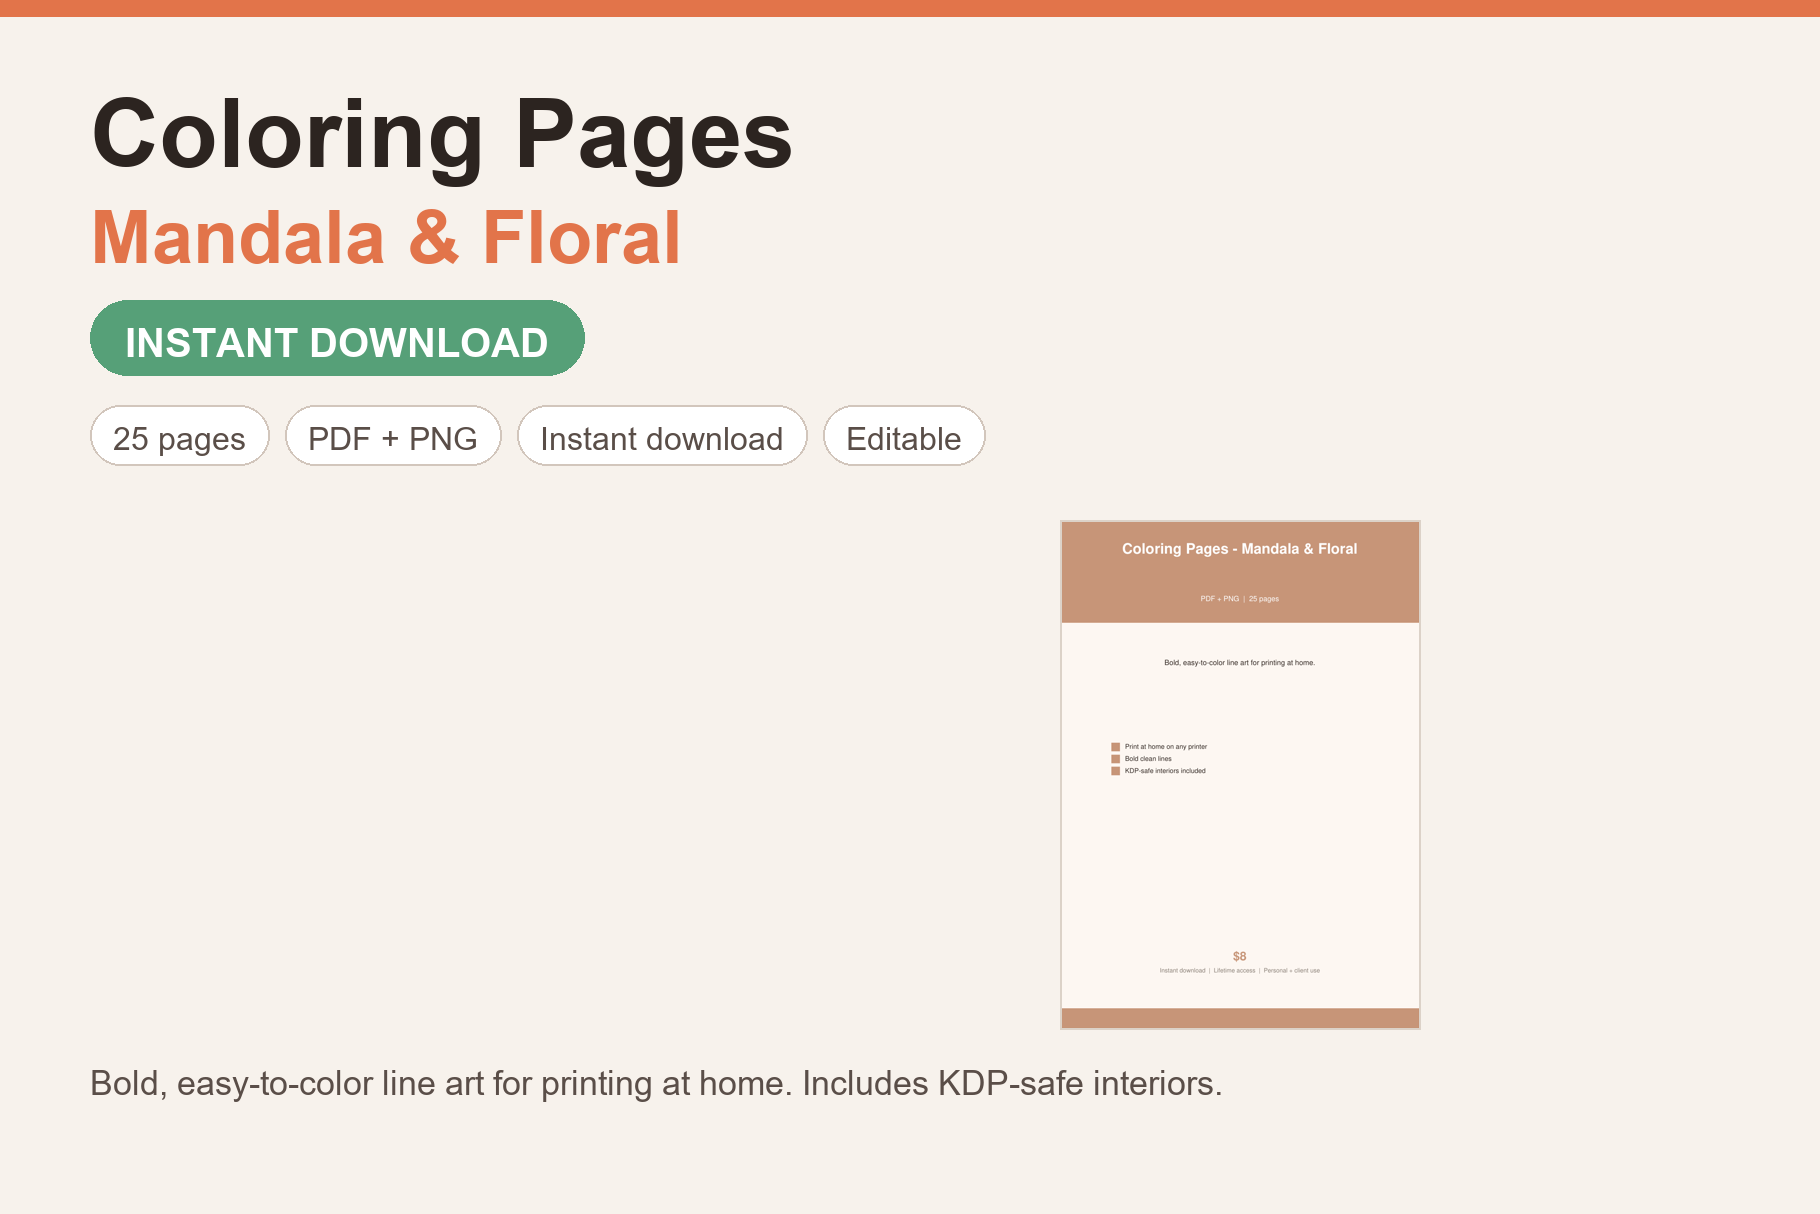 Coloring Pages
Mandala & Floral
INSTANT DOWNLOAD
25 pages
PDF + PNG
Instant download
Editable
Coloring Pages - Mandala & Floral
PDF + PNG | 25 pages
Bold, easy-to-color line art for printing at home.
Print at home on any printer
Bold clean lines
KDP-safe interiors included
$8
Instant download | Lifetime access | Personal + client use
Bold, easy-to-color line art for printing at home. Includes KDP-safe interiors.